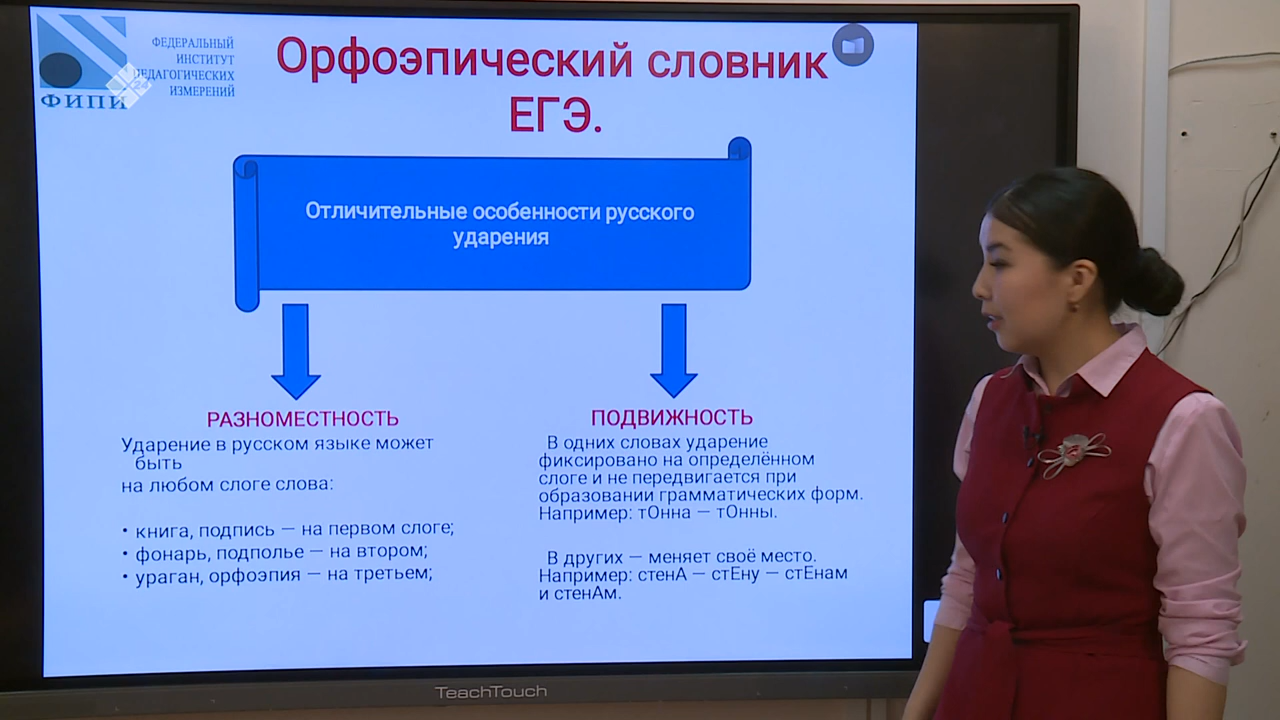 ФЕДЕРАЛЬНЫЙ
ИНСТИТУТ
ПЕДАГОГИЧЕСКИХ
ИЗМЕРЕНИЙ
ФИПИ
24
Орфоэпический словник
ЕГЭ.
Отличительные особенности русского
ударения
РАЗНОМЕСТНОСТЬ
Ударение в русском языке может
быть
на любом слоге слова:
• книга, подпись — на первом слоге;
• фонарь, подполье — на втором;
• ураган, орфоэпия — на третьем;
ПОДВИЖНОСТЬ
В одних словах ударение
фиксировано на определённом
слоге и не передвигается при
образовании грамматических форм.
Например: тОнна — тОнны.
В других — меняет своё место.
Например: стенА — стЕну — стЕнам
и стенАм.
TeachTouch